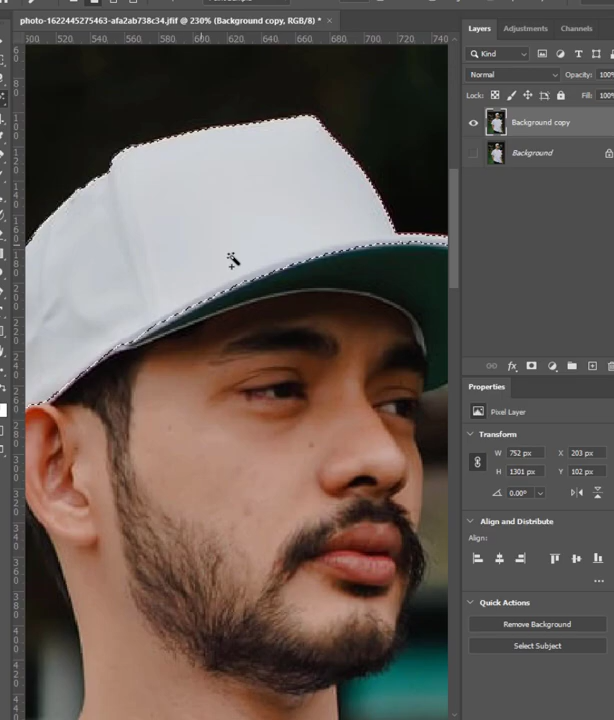 photo-1622445275463-afa2ab738c34.jfif @ 230% (Background copy, RGB/8) *
500 520 540 560 580 600 620 640 660 680 700 720 740
Layers Adjustments Channels
Kind
Normal Opacity: 100%
Lock: Fill: 100%
Background copy
Background
Properties
Pixel Layer
Transform
W 752 px X 203 px
H 1301 px Y 102 px
0.00°
Align and Distribute
Align:
Quick Actions
Remove Background
Select Subject